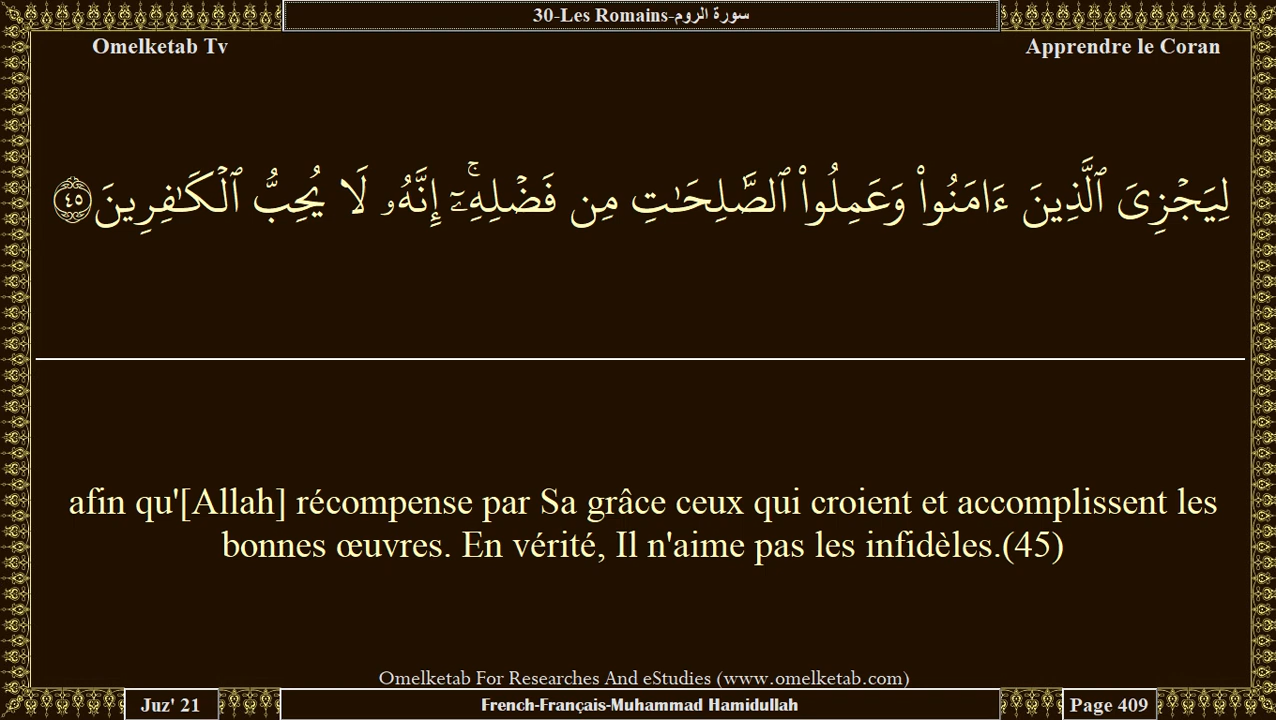 30-Les Romains-سورة الروم
Omelketab Tv
Apprendre le Coran
لِيَجْزِىَ ٱلَّذِينَ ءَامَنُوا۟ وَعَمِلُوا۟ ٱلصَّـٰلِحَـٰتِ مِن فَضْلِهِۦٓ ۚ إِنَّهُۥ لَا يُحِبُّ ٱلْكَـٰفِرِينَ ٤٥
afin qu'[Allah] récompense par Sa grâce ceux qui croient et accomplissent les
bonnes œuvres. En vérité, Il n'aime pas les infidèles.(45)
Omelketab For Researches And eStudies (www.omelketab.com)
Juz' 21
French-Français-Muhammad Hamidullah
Page 409